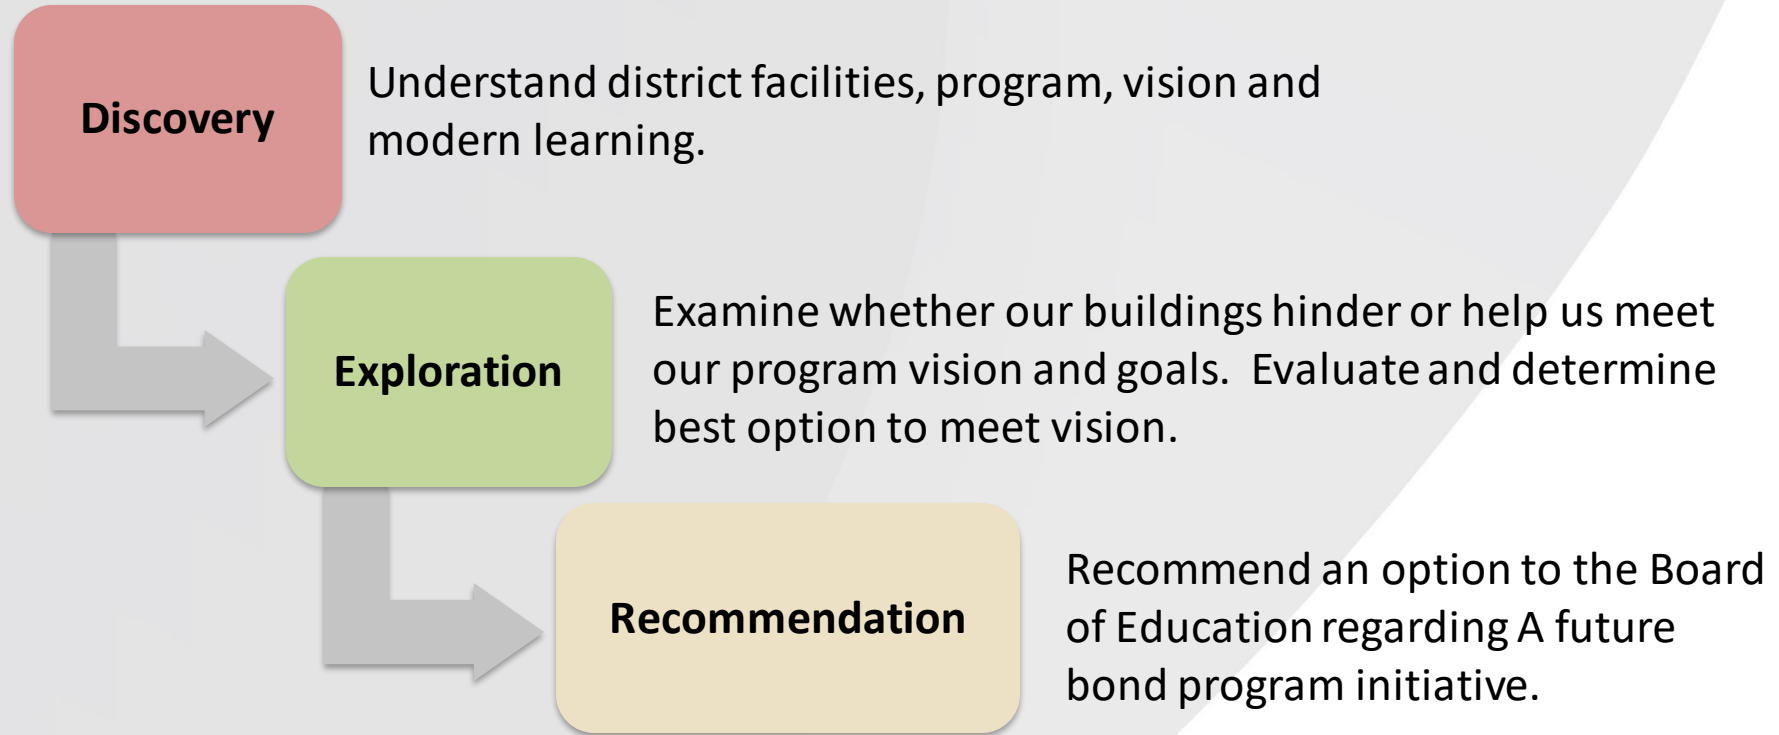 Discovery
Understand district facilities, program, vision and
modern learning.
Exploration
Examine whether our buildings hinder or help us meet
our program vision and goals.  Evaluate and determine
best option to meet vision.
Recommendation
Recommend an option to the Board
of Education regarding A future
bond program initiative.